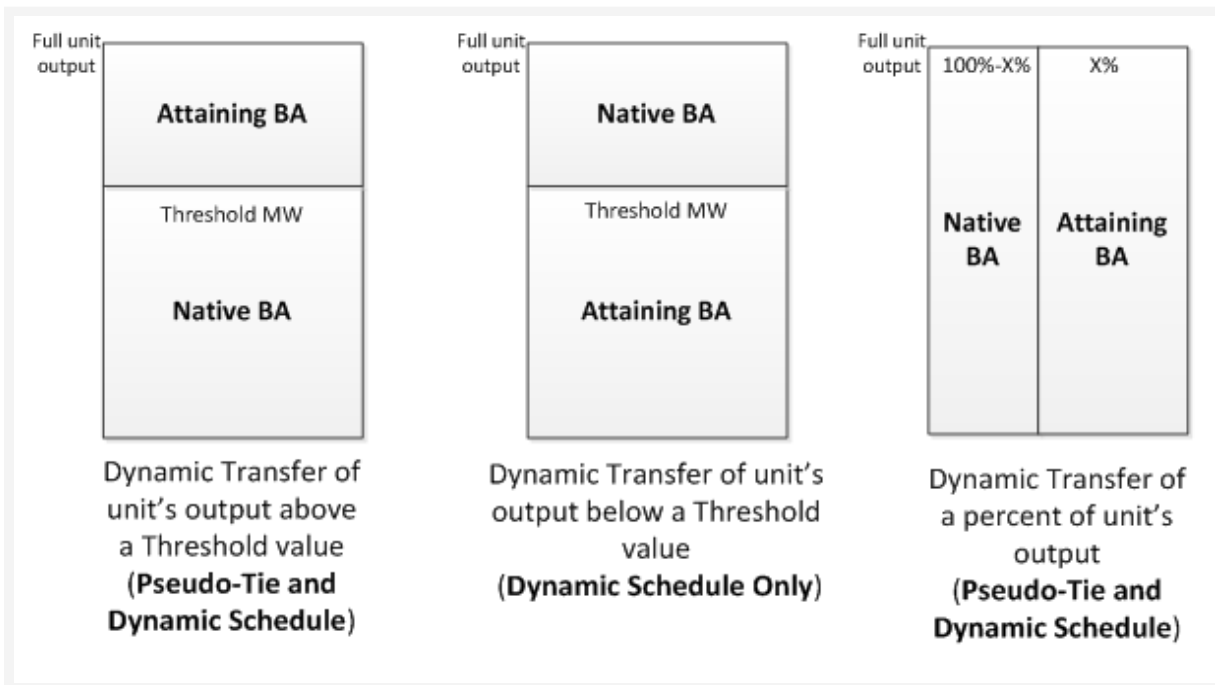 Full unit
output
Attaining BA
Threshold MW
Native BA
Dynamic Transfer of
unit's output above
a Threshold value
(Pseudo-Tie and
Dynamic Schedule)
Full unit
output
Native BA
Threshold MW
Attaining BA
Dynamic Transfer of unit's
output below a Threshold
value
(Dynamic Schedule Only)
Full unit
output
100%-X%
X%
Native
BA
Attaining
BA
Dynamic Transfer of
a percent of unit's
output
(Pseudo-Tie and
Dynamic Schedule)